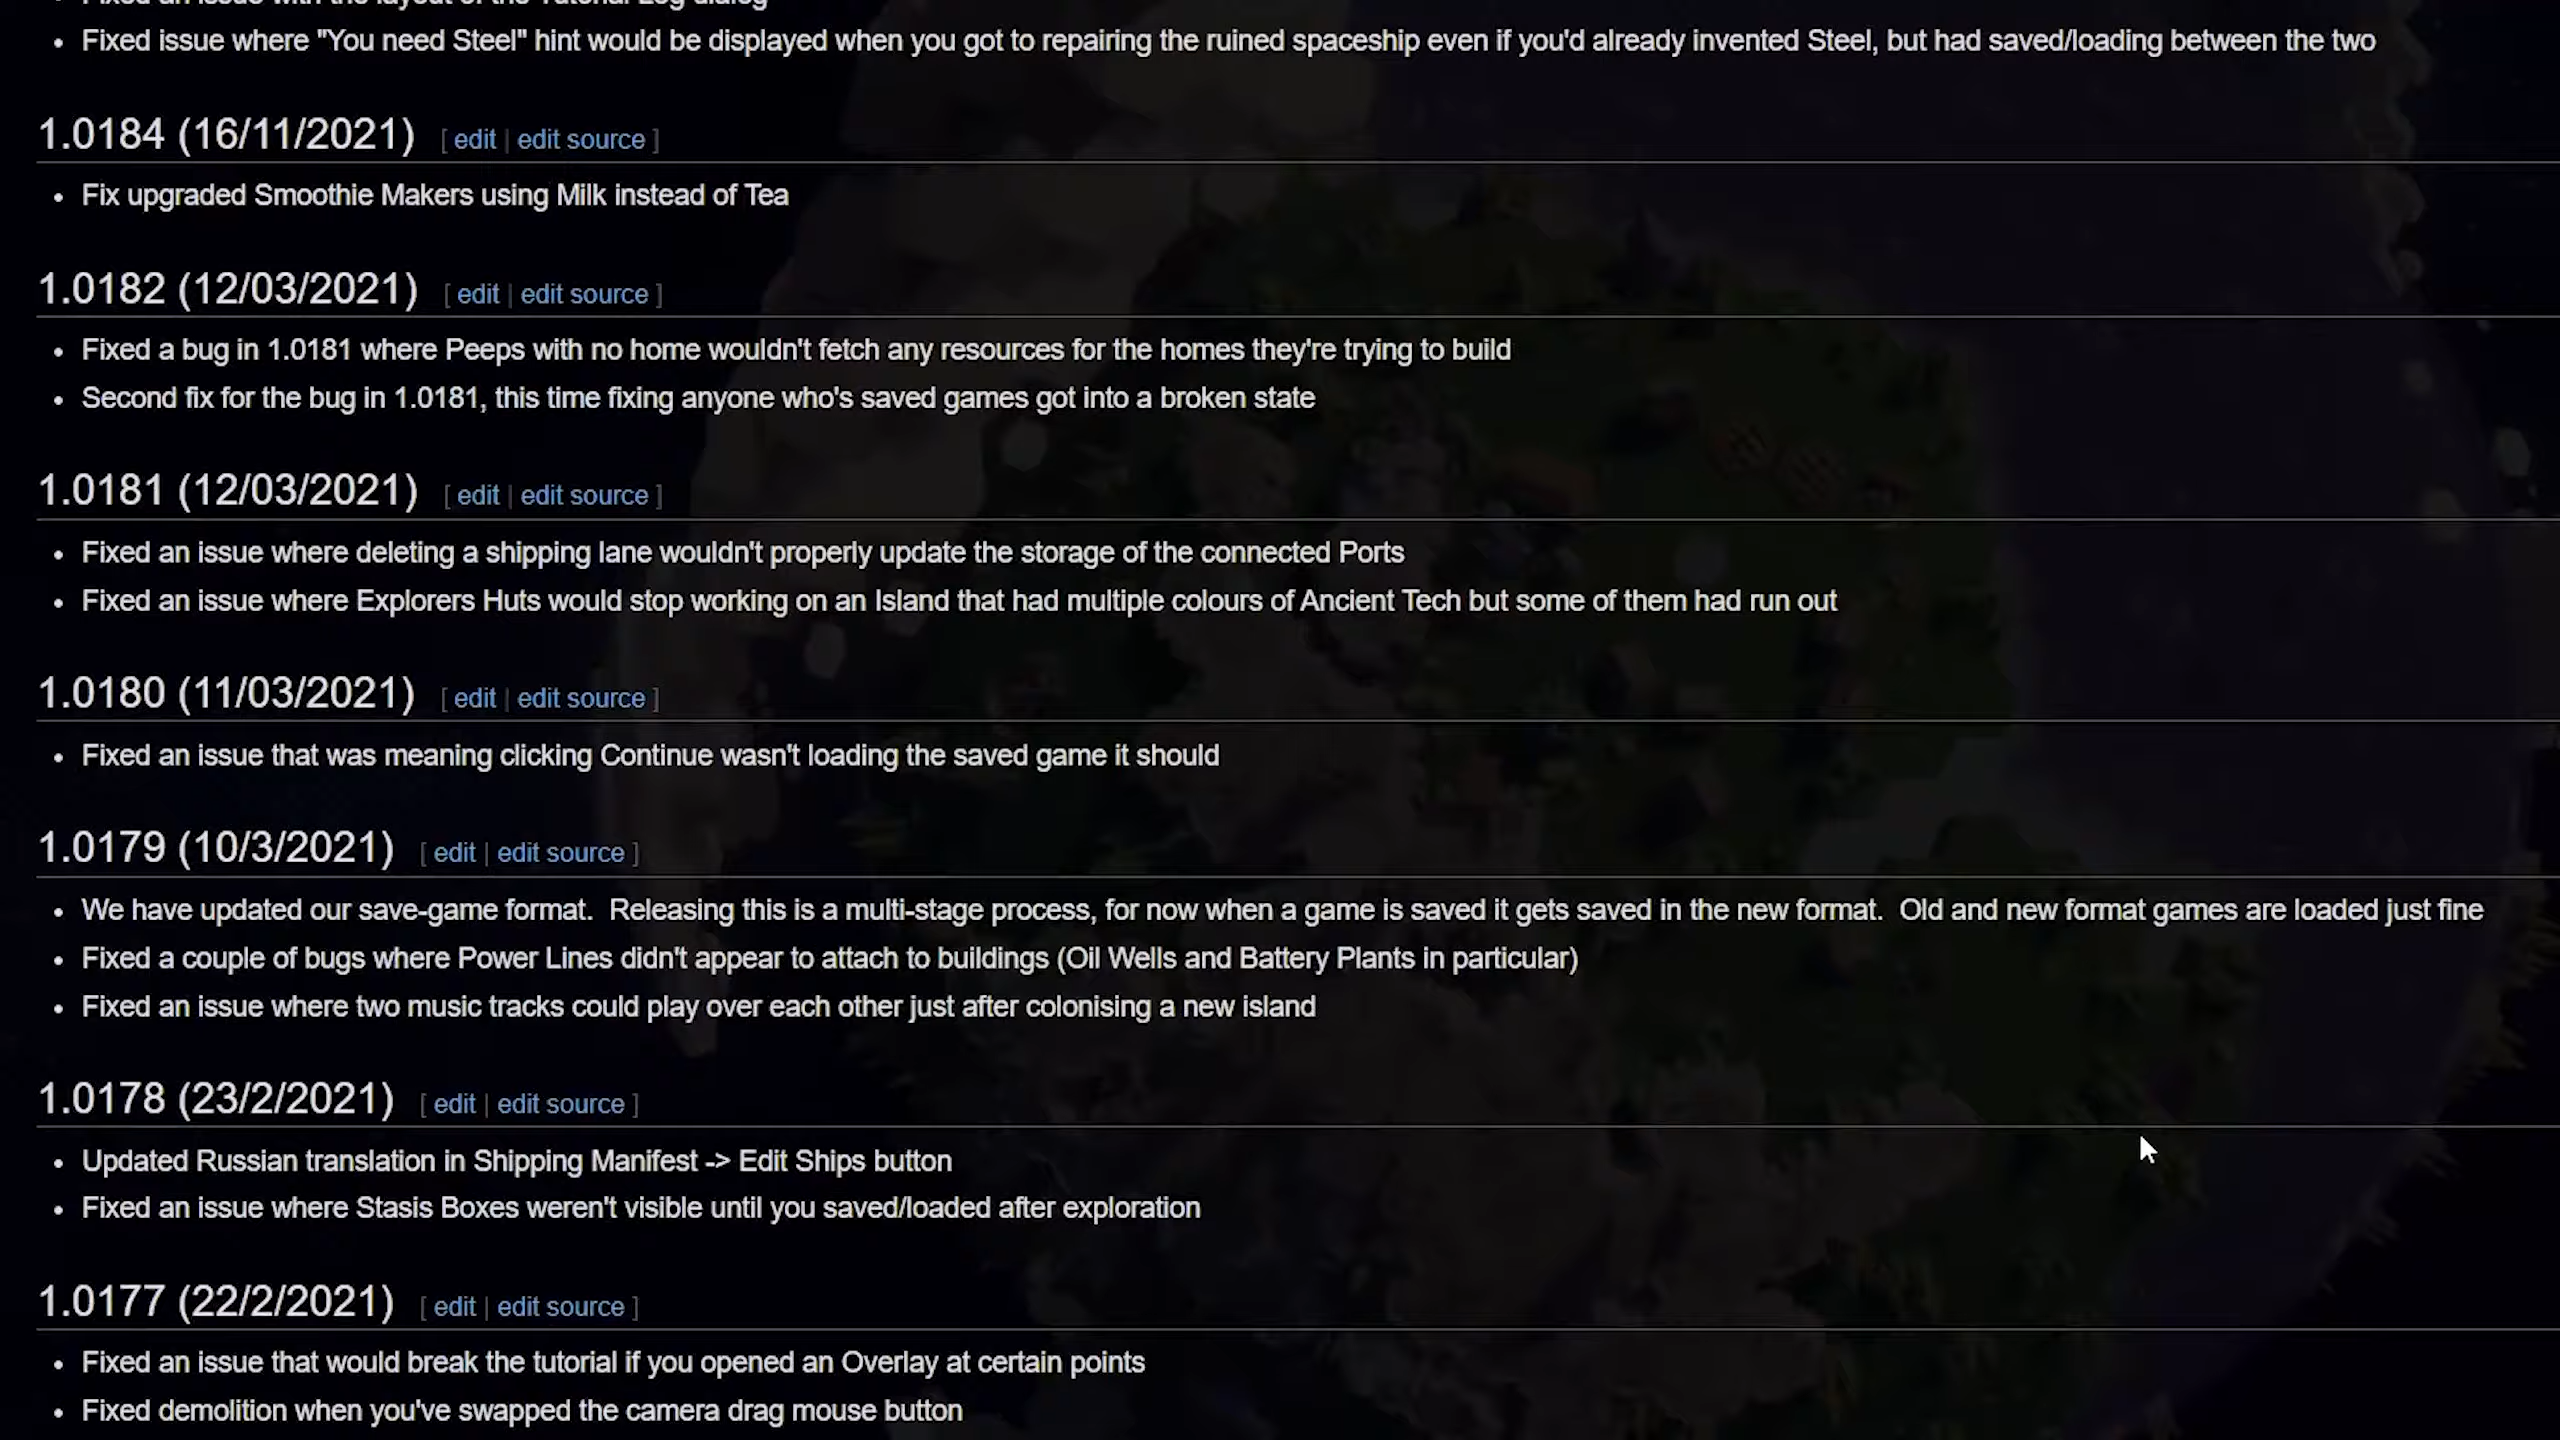 Fixed an issue with the layout of the Tutorial Log dialog
• Fixed issue where "You need Steel" hint would be displayed when you got to repairing the ruined spaceship even if you'd already invented Steel, but had saved/loading between the two
1.0184 (16/11/2021) [ edit | edit source ]
• Fix upgraded Smoothie Makers using Milk instead of Tea
1.0182 (12/03/2021) [ edit | edit source ]
• Fixed a bug in 1.0181 where Peeps with no home wouldn't fetch any resources for the homes they're trying to build
• Second fix for the bug in 1.0181, this time fixing anyone who's saved games got into a broken state
1.0181 (12/03/2021) [ edit | edit source ]
• Fixed an issue where deleting a shipping lane wouldn't properly update the storage of the connected Ports
• Fixed an issue where Explorers Huts would stop working on an Island that had multiple colours of Ancient Tech but some of them had run out
1.0180 (11/03/2021) [ edit | edit source ]
• Fixed an issue that was meaning clicking Continue wasn't loading the saved game it should
1.0179 (10/3/2021) [ edit | edit source ]
• We have updated our save-game format.  Releasing this is a multi-stage process, for now when a game is saved it gets saved in the new format.  Old and new format games are loaded just fine
• Fixed a couple of bugs where Power Lines didn't appear to attach to buildings (Oil Wells and Battery Plants in particular)
• Fixed an issue where two music tracks could play over each other just after colonising a new island
1.0178 (23/2/2021) [ edit | edit source ]
• Updated Russian translation in Shipping Manifest -> Edit Ships button
• Fixed an issue where Stasis Boxes weren't visible until you saved/loaded after exploration
1.0177 (22/2/2021) [ edit | edit source ]
• Fixed an issue that would break the tutorial if you opened an Overlay at certain points
• Fixed demolition when you've swapped the camera drag mouse button